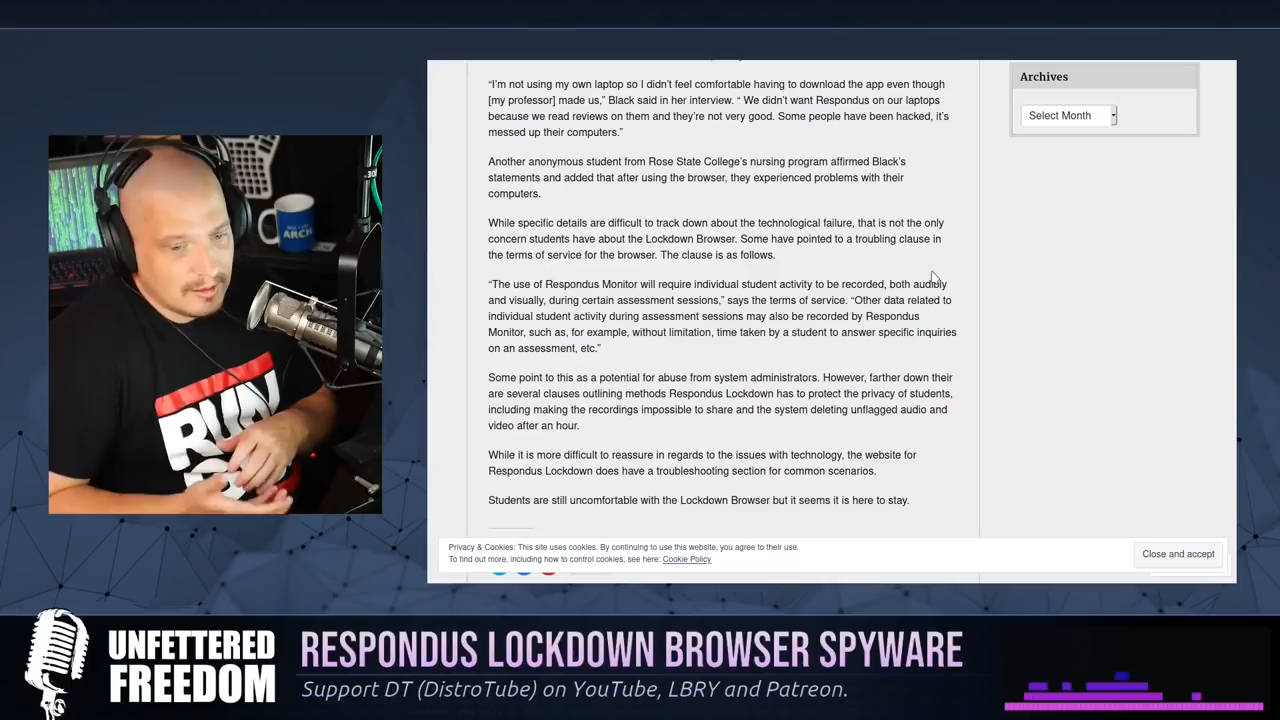 Archives
Select Month
“I’m not using my own laptop so I didn’t feel comfortable having to download the app even though
[my professor] made us,” Black said in her interview. “ We didn’t want Respondus on our laptops
because we read reviews on them and they’re not very good. Some people have been hacked, it’s
messed up their computers.”
Another anonymous student from Rose State College’s nursing program affirmed Black’s
statements and added that after using the browser, they experienced problems with their
computers.
While specific details are difficult to track down about the technological failure, that is not the only
concern students have about the Lockdown Browser. Some have pointed to a troubling clause in
the terms of service for the browser. The clause is as follows.
“The use of Respondus Monitor will require individual student activity to be recorded, both audibly
and visually, during certain assessment sessions,” says the terms of service. “Other data related to
individual student activity during assessment sessions may also be recorded by Respondus
Monitor, such as, for example, without limitation, time taken by a student to answer specific inquiries
on an assessment, etc.”
Some point to this as a potential for abuse from system administrators. However, farther down their
are several clauses outlining methods Respondus Lockdown has to protect the privacy of students,
including making the recordings impossible to share and the system deleting unflagged audio and
video after an hour.
While it is more difficult to reassure in regards to the issues with technology, the website for
Respondus Lockdown does have a troubleshooting section for common scenarios.
Students are still uncomfortable with the Lockdown Browser but it seems it is here to stay.
Privacy & Cookies: This site uses cookies. By continuing to use this website, you agree to their use.
To find out more, including how to control cookies, see here: Cookie Policy
Close and accept
ARCH
RUN
UNFETTERED
FREEDOM
RESPONDUS LOCKDOWN BROWSER SPYWARE
Support DT (DistroTube) on YouTube, LBRY and Patreon.